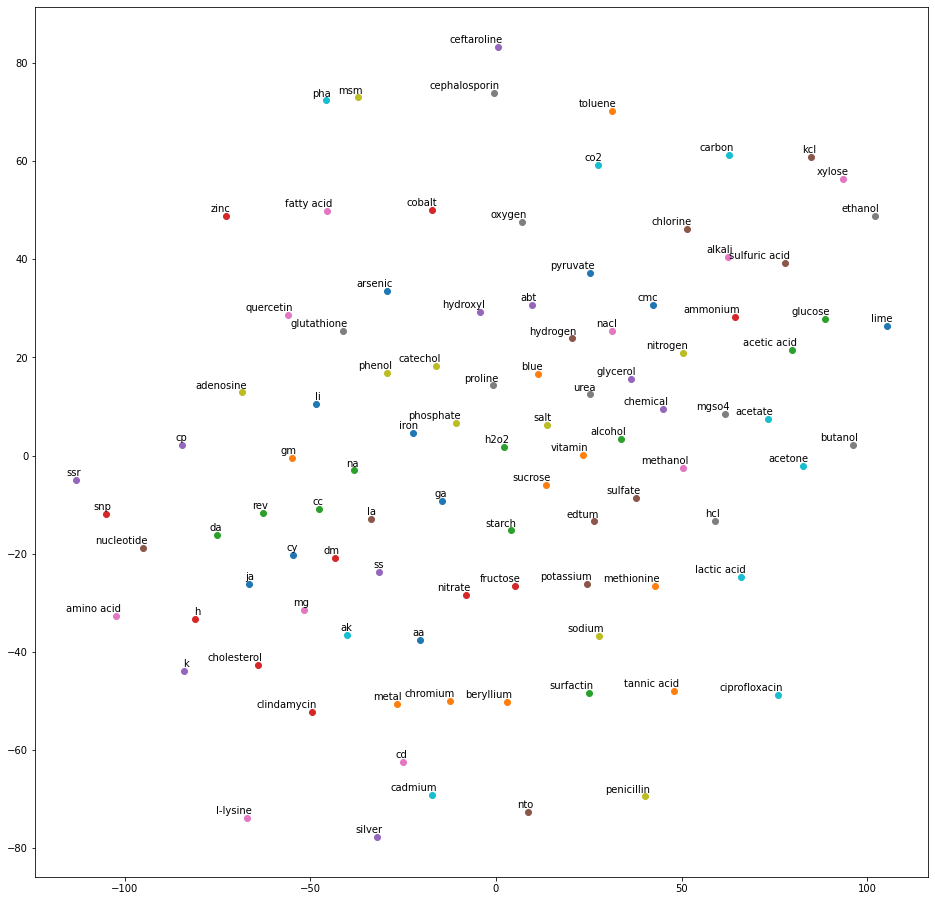 ceftaroline
80
cephalosporin
pha
msm
toluene
60
co2
carbon
kcl
xylose
zinc
fatty acid
cobalt
oxygen
ethanol
chlorine
40
alkali
sulfuric acid
pyruvate
arsenic
quercetin
hydroxyl
abt
cmc
ammonium
glucose
lime
glutathione
hydrogen
nacl
nitrogen
acetic acid
20
phenol
catechol
proline
blue
glycerol
adenosine
li
urea
chemical
mgso4
acetate
phosphate
iron
salt
h2o2
alcohol
butanol
cp
0
gm
na
vitamin
methanol
acetone
ssr
sucrose
snp
rev
cc
la
ga
starch
edtum
sulfate
hcl
nucleotide
da
−20
cy
dm
ss
ja
nitrate
fructose
potassium
methionine
lactic acid
amino acid
h
mg
ak
aa
sodium
−40
k
cholesterol
clindamycin
metal
chromium
beryllium
surfactin
tannic acid
ciprofloxacin
−60
cd
cadmium
nto
penicillin
l-lysine
silver
−80
−100
−50
0
50
100